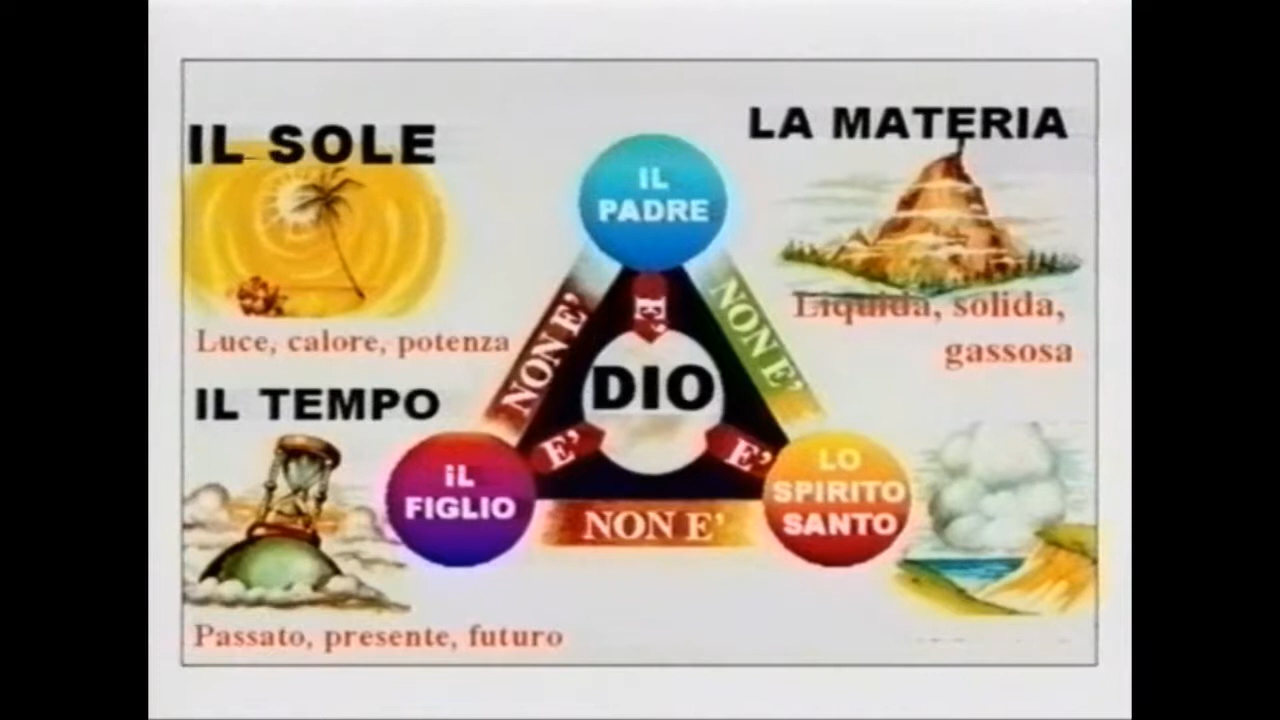 IL SOLE
Luce, calore, potenza
IL TEMPO
Passato, presente, futuro
IL
PADRE
NON E'
NON E'
E'
DIO
E'
E'
iL
FIGLIO
NON E'
LO
SPIRITO
SANTO
LA MATERIA
Liquida, solida,
gassosa